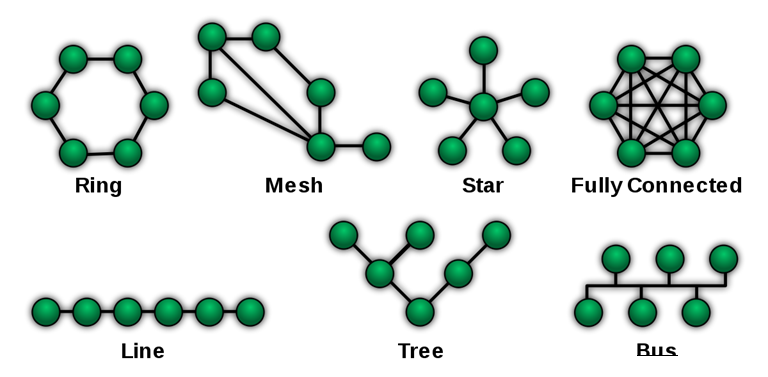 Ring
Mesh
Star
Fully Connected
Line
Tree
Bus